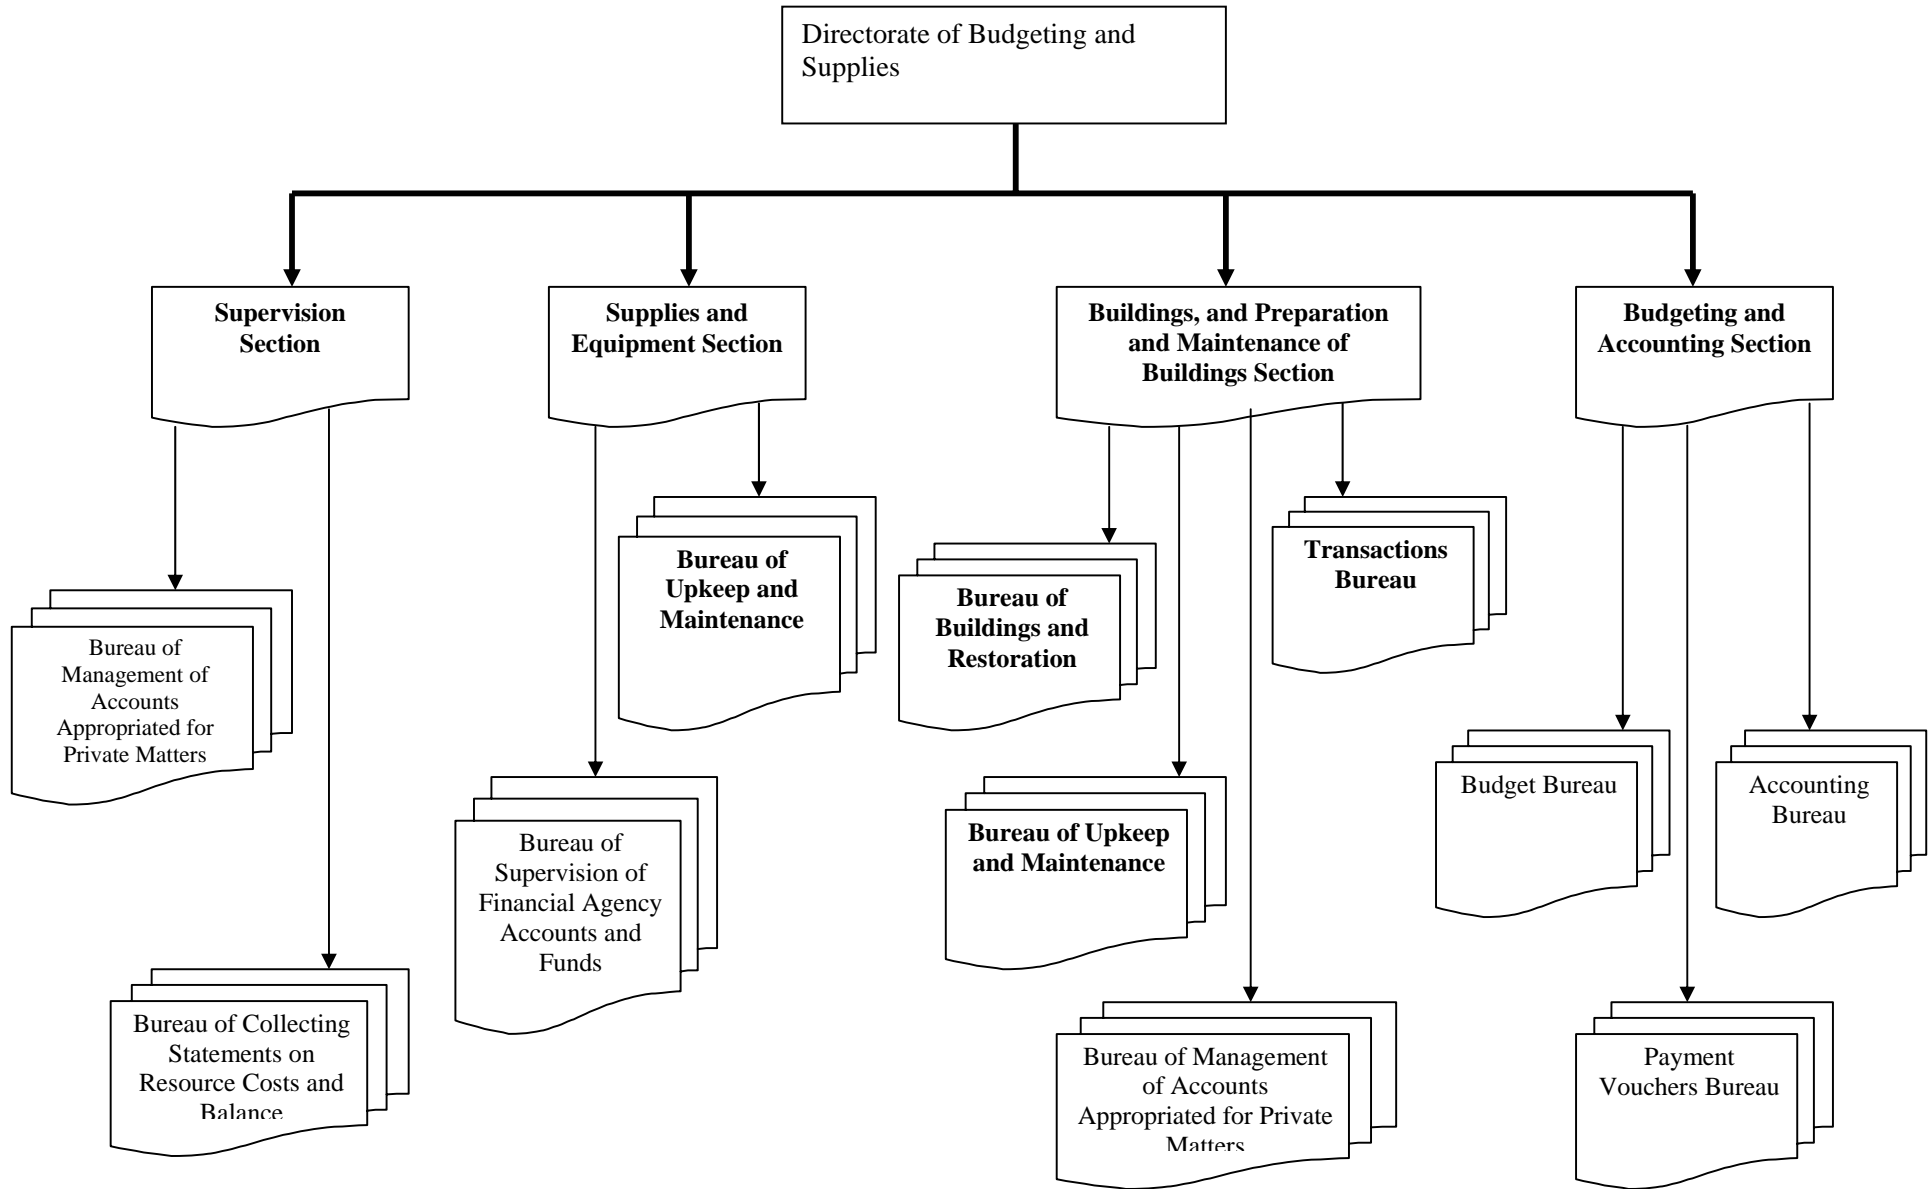 Directorate of Budgeting and
Supplies
Supervision
Section
Supplies and
Equipment Section
Buildings, and Preparation
and Maintenance of
Buildings Section
Budgeting and
Accounting Section
Bureau of
Management of
Accounts
Appropriated for
Private Matters
Bureau of Collecting
Statements on
Resource Costs and
Balance
Bureau of
Upkeep and
Maintenance
Bureau of
Supervision of
Financial Agency
Accounts and
Funds
Bureau of
Buildings and
Restoration
Bureau of Upkeep
and Maintenance
Bureau of Management
of Accounts
Appropriated for Private
Matters
Transactions
Bureau
Budget Bureau
Payment
Vouchers Bureau
Accounting
Bureau